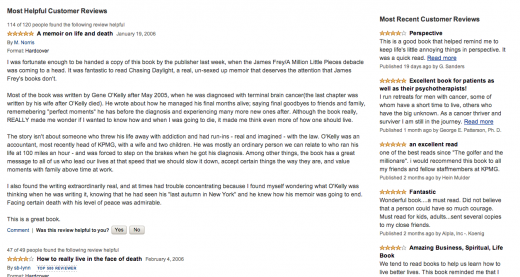 Most Helpful Customer Reviews
114 of 120 people found the following review helpful
A memoir on life and death January 19, 2006
By M. Norris
Format: Hardcover
I was fortunate enough to be handed a copy of this book by the publisher last week, when the James Frey/A Million Little Pieces debacle
was coming to a head. It was fantastic to read Chasing Daylight, a real, un-sexed up memoir that deserves the attention that James
Frey's books don't.
Most of the book was written by Gene O'Kelly after May 2005, when he was diagnosed with terminal brain cancer(the last chapter was
written by his wife after O'Kelly died). He wrote about how he managed his final months alive; saying final goodbyes to friends and family,
remembering "perfect moments" he has before the diagnosis and experiencing many more new ones after. Although the book really,
REALLY made me wonder if I wanted to know how and when I was going to die, it made me think even more of how one should live.
The story isn't about someone who threw his life away with addiction and had run-ins - real and imagined - with the law. O'Kelly was an
accountant, most recently head of KPMG, with a wife and two children. He was mostly an ordinary person we can relate to who ran his
life at 100 miles an hour - and was forced to slap on the breaks when he got his diagnosis. Among other things, the book has a great
message to all of us who lead our lives at that speed that we should slow it down, accept certain things the way they are, and value
moments with family above time at work.
I also found the writing extraordinarily real, and at times had trouble concentrating because I found myself wondering what O'Kelly was
thinking when he was writing it, knowing that he had seen his "last autumn in New York" and he knew how his memoir was going to end.
Facing certain death with his level of peace was admirable.
This is a great book.
Comment | Was this review helpful to you? Yes No
47 of 49 people found the following review helpful
How to really live in the face of death February 4, 2006
By sb-lynn TOP 500 REVIEWER
Format: Hardcover
Most Recent Customer Reviews
Perspective
This is a good book that helped remind me to
keep life's little annoying things in perspective. It
was a quick read. Read more
Published 19 days ago by G. Sanders
Excellent book for patients as
well as their psychotherapists!
I run retreats for men with cancer, some of
whom have a short time to live, others who
have the big unknown. As a cancer thriver and
surviver I am still in the journey. Read more
Published 1 month ago by George E. Paterson, Ph. D.
an excellent read
one of the best reads since "The golfer and the
millionare". i would recommend this book to all
my friends and fellow staffmembers at KPMG.
Published 2 months ago by Hein Mulder
Fantastic
Wonderful book....a must read. Did not believe
that a person could have so much courage.
Must read for kids, adults...sent several copies
to my close friends.
Published 2 months ago by Alpla, Inc - Koenig
Amazing Business, Spiritual, Life
Book
We tend to read books to help us learn how to
live better lives. This book reminded me that I